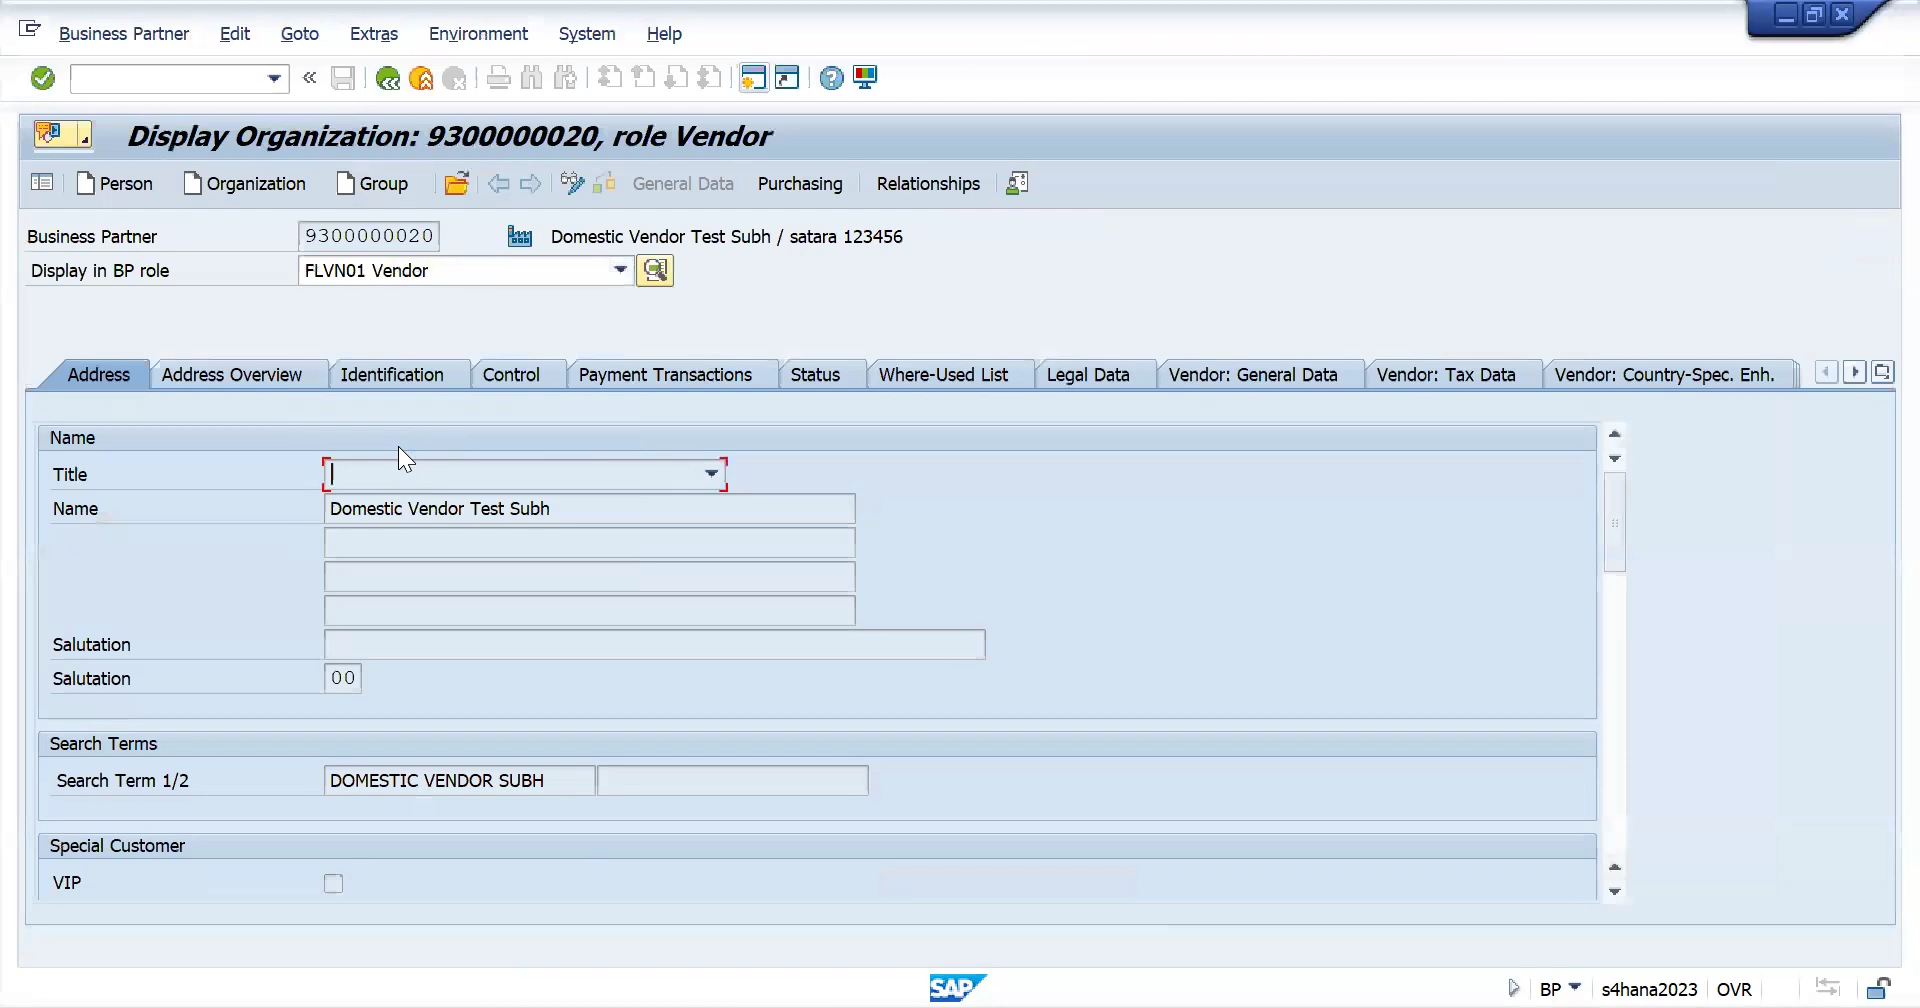 Business Partner Edit Goto Extras Environment System Help
Display Organization: 9300000020, role Vendor
Person Organization Group General Data Purchasing Relationships
Business Partner 9300000020 Domestic Vendor Test Subh / satara 123456
Display in BP role FLVN01 Vendor
Address Address Overview Identification Control Payment Transactions Status Where-Used List Legal Data Vendor: General Data Vendor: Tax Data Vendor: Country-Spec. Enh.
Name
Title
Name Domestic Vendor Test Subh
Salutation
Salutation 00
Search Terms
Search Term 1/2 DOMESTIC VENDOR SUBH
Special Customer
VIP
SAP BP s4hana2023 OVR